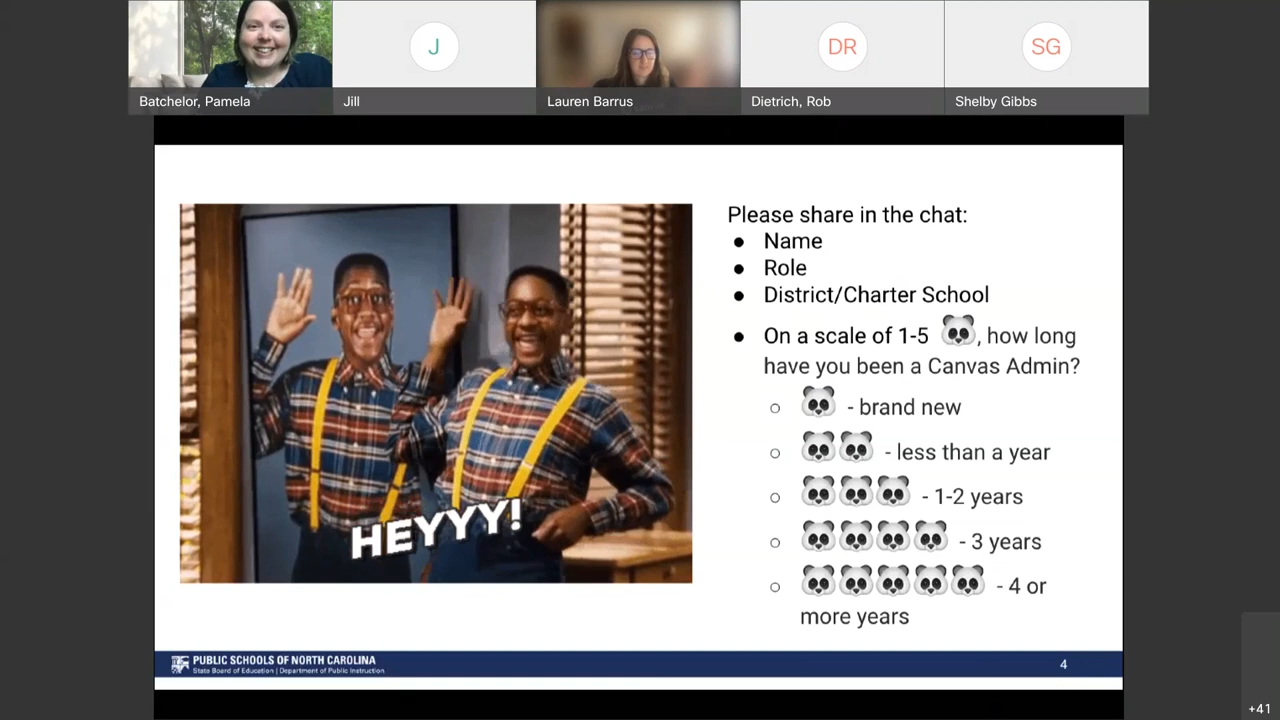 J
DR
SG
Batchelor, Pamela
Jill
Lauren Barrus
Dietrich, Rob
Shelby Gibbs
HEYYY!
Please share in the chat:
● Name
● Role
● District/Charter School
● On a scale of 1-5 🐼, how long
have you been a Canvas Admin?
○ 🐼 - brand new
○ 🐼🐼 - less than a year
○ 🐼🐼🐼 - 1-2 years
○ 🐼🐼🐼🐼 - 3 years
○ 🐼🐼🐼🐼🐼 - 4 or
more years
PUBLIC SCHOOLS OF NORTH CAROLINA
State Board of Education | Department of Public Instruction
4
+41